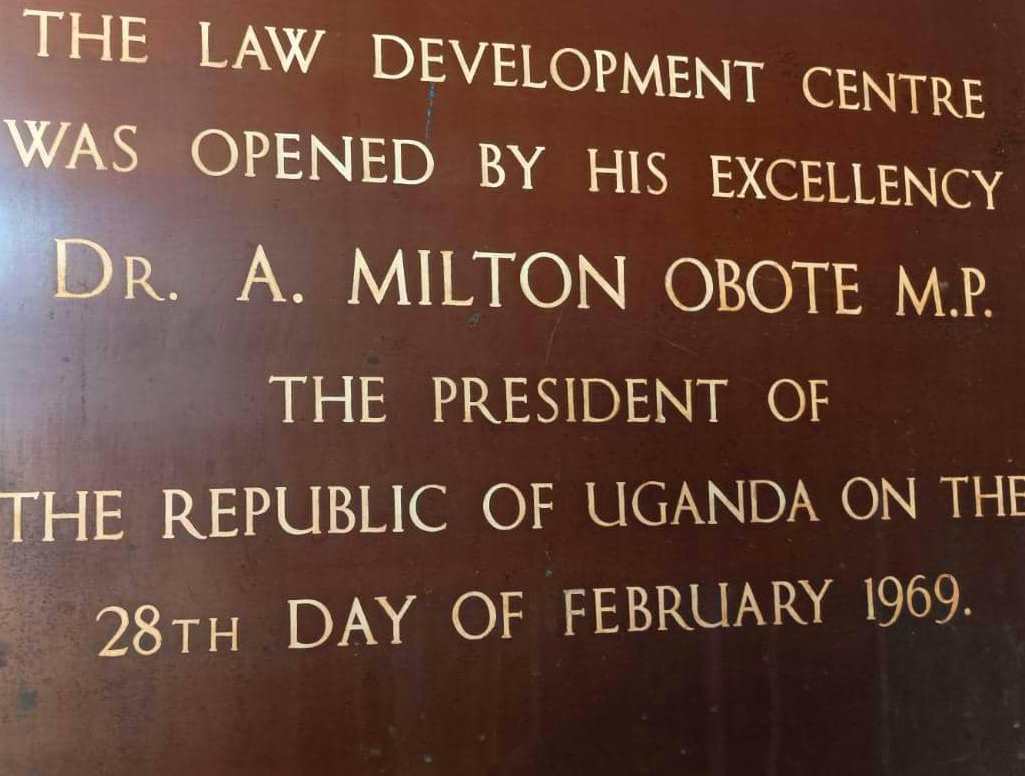 THE LAW DEVELOPMENT CENTRE
WAS OPENED BY HIS EXCELLENCY
DR. A. MILTON OBOTE M.P.
THE PRESIDENT OF
THE REPUBLIC OF UGANDA ON THE
28TH DAY OF FEBRUARY 1969.